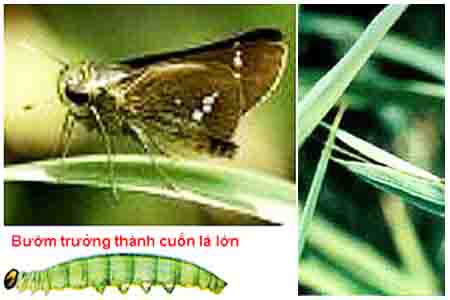 Bướm trưởng thành cuốn lá lớn